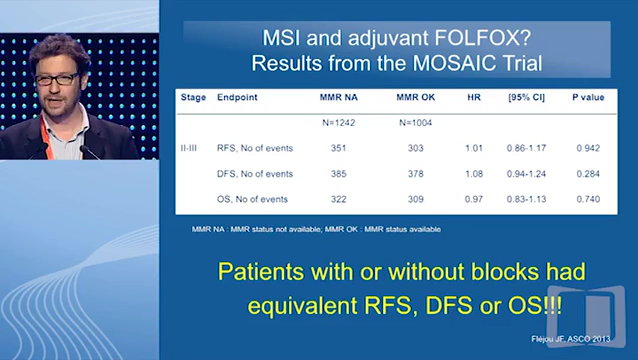 MSI and adjuvant FOLFOX?
Results from the MOSAIC Trial
Stage Endpoint MMR NA MMR OK HR [95% CI] P value
N=1242 N=1004
II-III RFS, No of events 351 303 1.01 0.86-1.17 0.942
DFS, No of events 385 378 1.08 0.94-1.24 0.284
OS, No of events 322 309 0.97 0.83-1.13 0.740
MMR NA : MMR status not available; MMR OK : MMR status available
Patients with or without blocks had
equivalent RFS, DFS or OS!!!
Fléjou JF, ASCO 2013